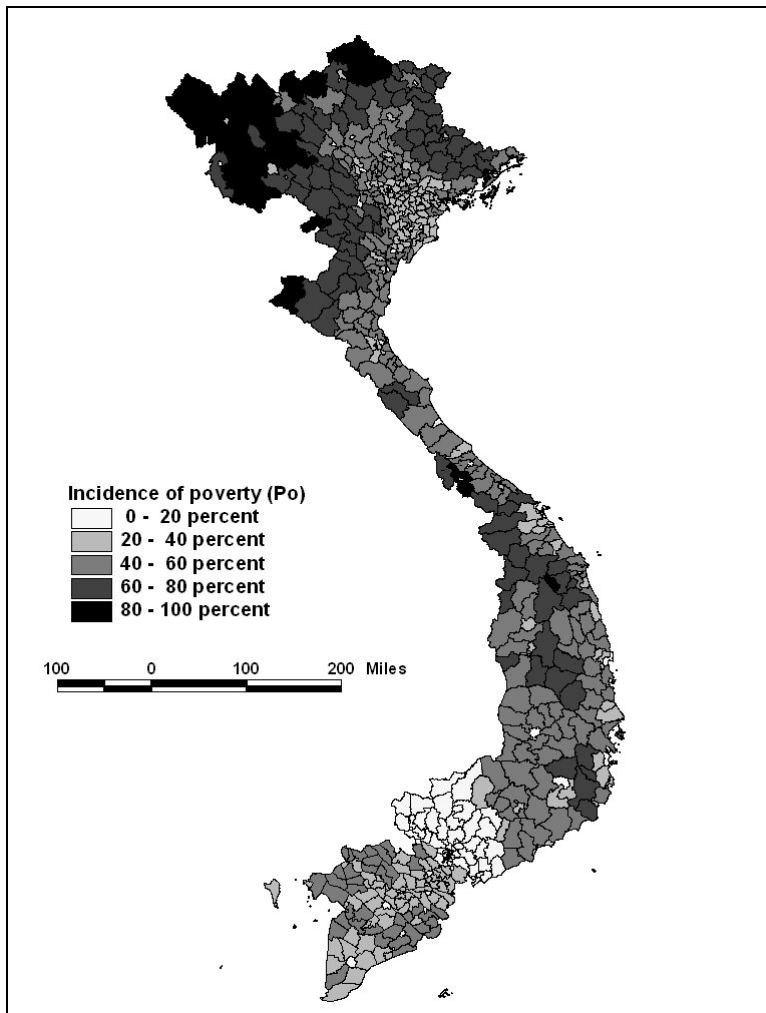 Incidence of poverty (Po)
0 - 20 percent
20 - 40 percent
40 - 60 percent
60 - 80 percent
80 - 100 percent
100 0 100 200 Miles